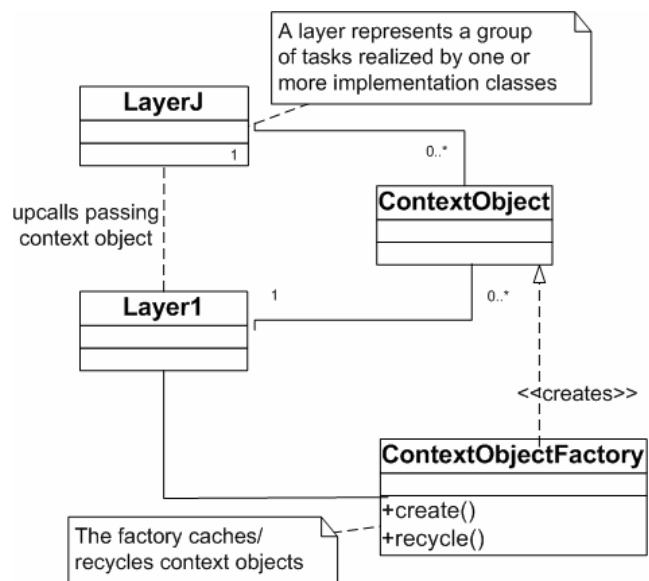 A layer represents a group
of tasks realized by one or
more implementation classes
LayerJ
1
0..*
ContextObject
upcalls passing
context object
Layer1
1
0..*
<<creates>>
ContextObjectFactory
+create()
+recycle()
The factory caches/
recycles context objects